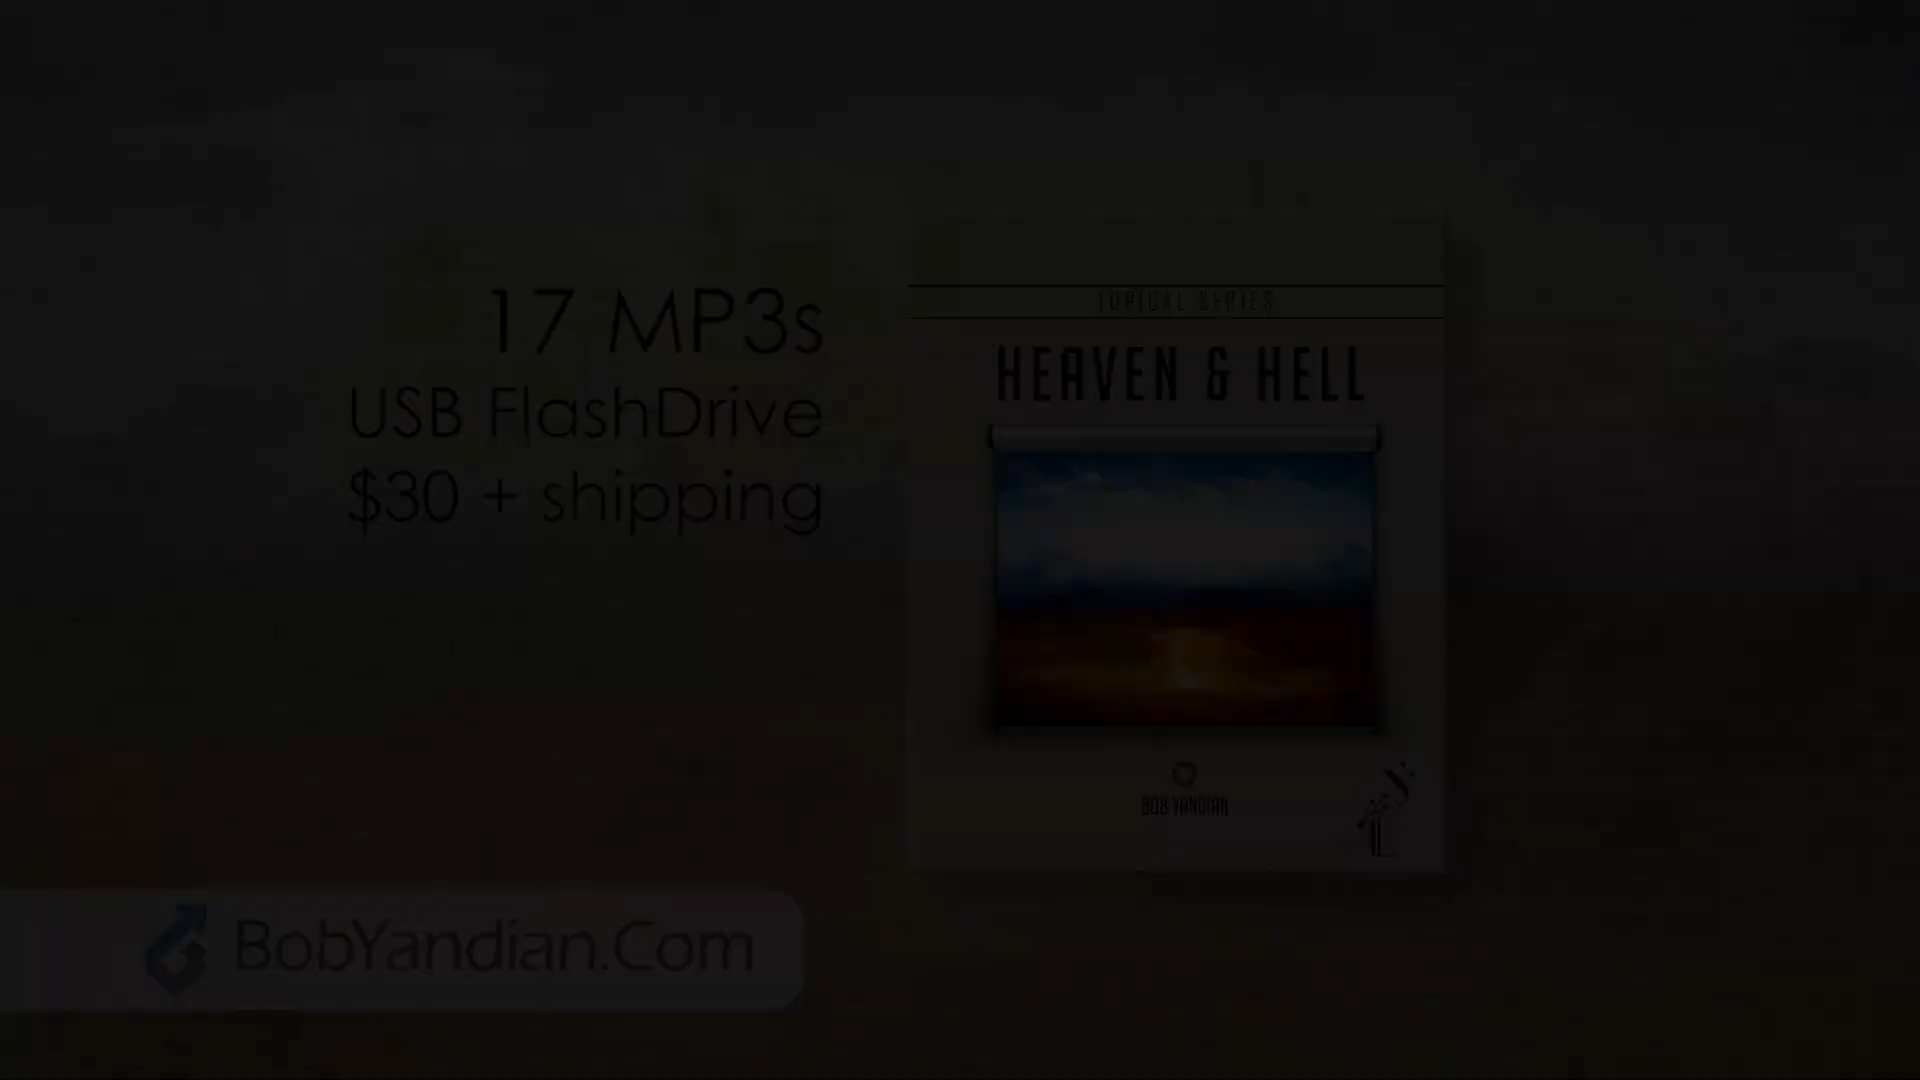 17 MP3s
USB FlashDrive
$30 + shipping
TOPICAL SERIES
HEAVEN & HELL
BOB YANDIAN
BobYandian.Com